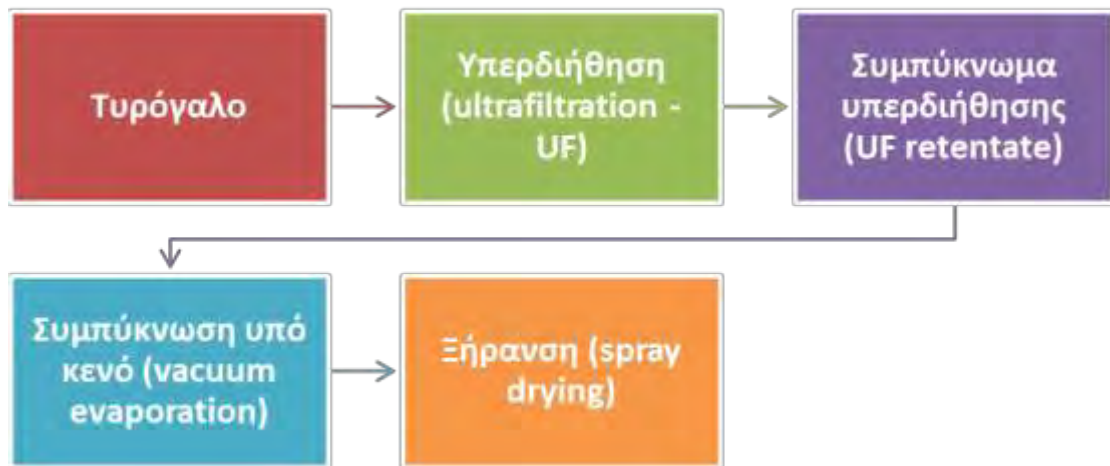 Τυρόγαλο
Υπερδιήθηση
(ultrafiltration -
UF)
Συμπύκνωμα
υπερδιήθησης
(UF retentate)
Συμπύκνωση υπό
κενό (vacuum
evaporation)
Ξήρανση (spray
drying)